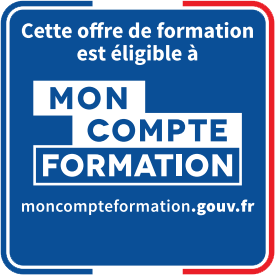 Cette offre de formation
est éligible à
MON
COMPTE
FORMATION
moncompteformation.gouv.fr